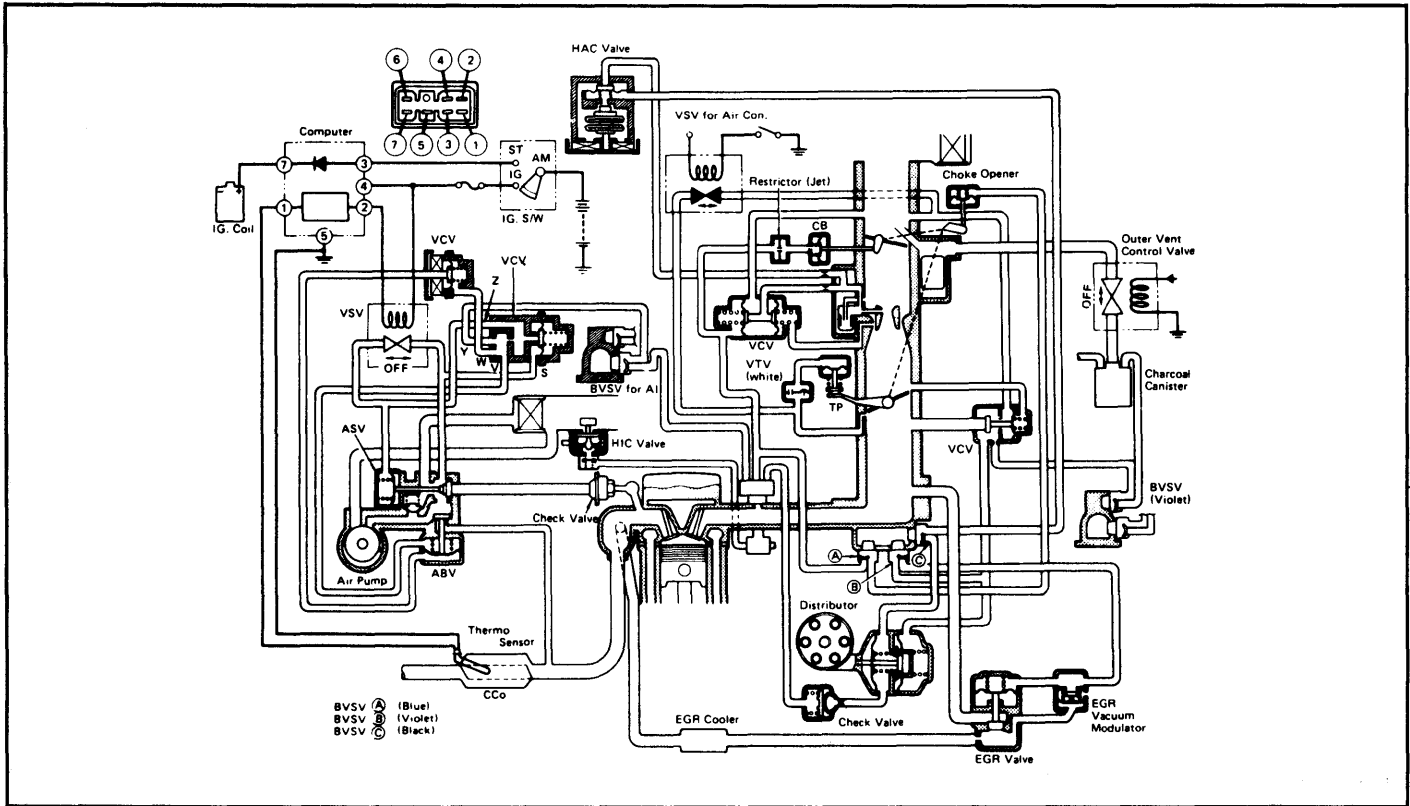 HAC Valve
6 4 2
7 5 3 1
Computer
VSV for Air Con.
ST
AM
IG
IG. S/W
7 3
4
1 2
5
IG. Coil
Restrictor (Jet)
Choke Opener
CB
Outer Vent
Control Valve
OFF
VCV
VCV
Z
VSV
Y
W
V
S
OFF
BVSV for AI
VCV
VTV
(white)
TP
Charcoal
Canister
ASV
HIC Valve
VCV
BVSV
(Violet)
Check Valve
Air Pump
ABV
A
B
C
Distributor
Thermo
Sensor
CCo
BVSV A (Blue)
BVSV B (Violet)
BVSV C (Black)
EGR Cooler
Check Valve
EGR
Vacuum
Modulator
EGR Valve